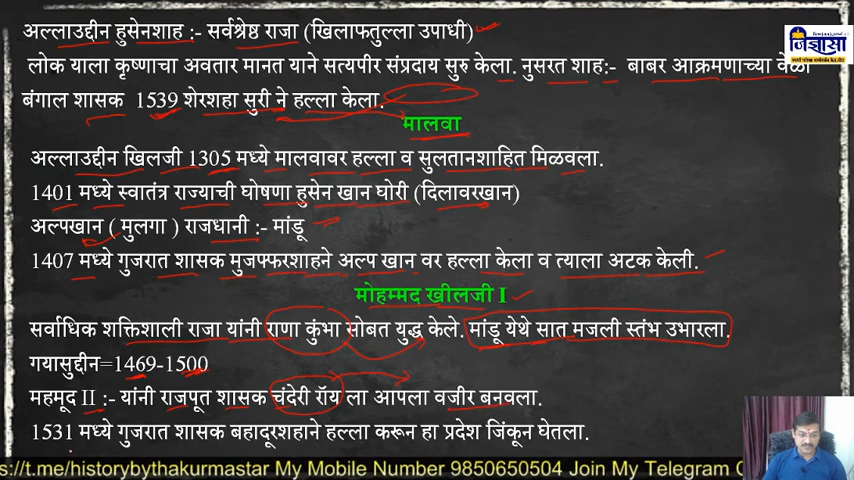 अल्लाउद्दीन हुसेनशाह :- सर्वश्रेष्ठ राजा (खिलाफतुल्ला उपाधी)
जिज्ञासा
लोक याला कृष्णाचा अवतार मानत याने सत्यपीर संप्रदाय सुरु केला. नुसरत शाह:- बाबर आक्रमणाच्या वेळी
बंगाल शासक 1539 शेरशहा सुरी ने हल्ला केला.
मालवा
अल्लाउद्दीन खिलजी 1305 मध्ये मालवावर हल्ला व सुलतानशाहित मिळवला.
1401 मध्ये स्वातंत्र राज्याची घोषणा हुसेन खान घोरी (दिलावरखान)
अल्पखान ( मुलगा ) राजधानी :- मांडू
1407 मध्ये गुजरात शासक मुजफ्फरशाहने अल्प खान वर हल्ला केला व त्याला अटक केली.
मोहम्मद खीलजी I
सर्वाधिक शक्तिशाली राजा यांनी राणा कुंभा सोबत युद्ध केले. मांडू येथे सात मजली स्तंभ उभारला.
गयासुद्दीन=1469-1500
महमूद II :- यांनी राजपूत शासक चंदेरी रॉय ला आपला वजीर बनवला.
1531 मध्ये गुजरात शासक बहादूरशहाने हल्ला करून हा प्रदेश जिंकून घेतला.
s://t.me/historybythakurmastar My Mobile Number 9850650504 Join My Telegram C